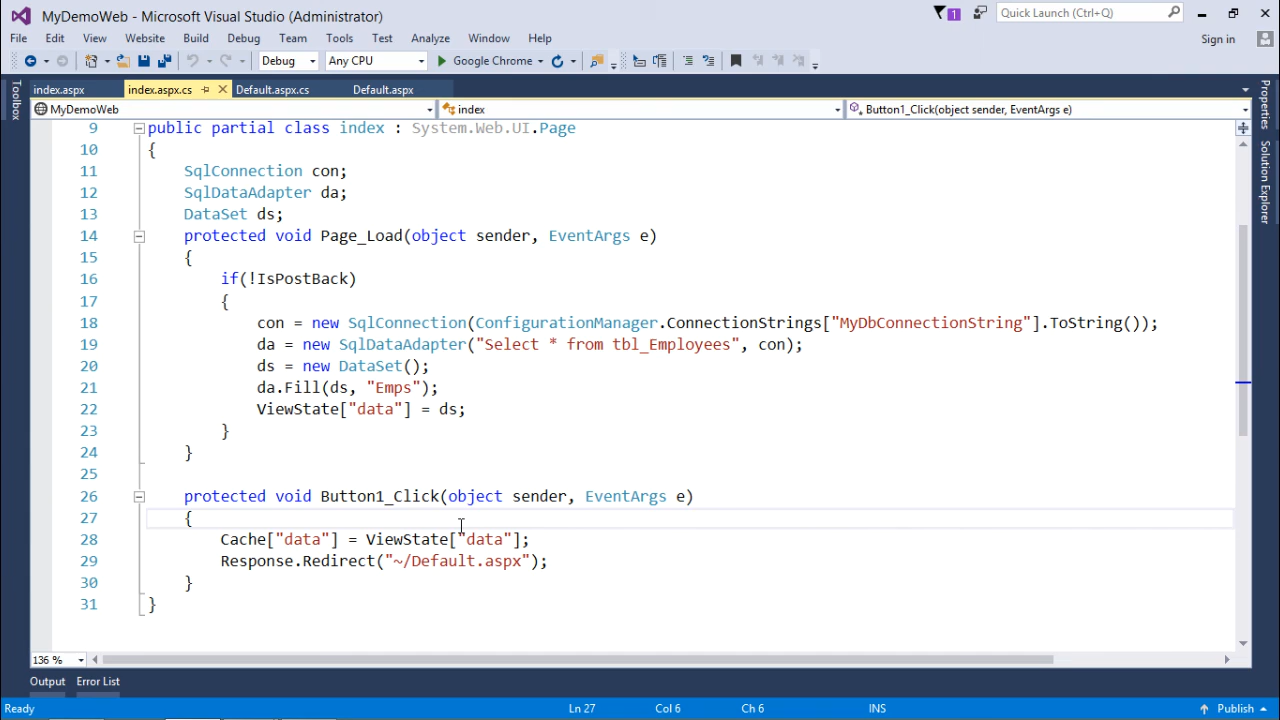 MyDemoWeb - Microsoft Visual Studio (Administrator)
1
Quick Launch (Ctrl+Q)
File Edit View Website Build Debug Team Tools Test Analyze Window Help
Sign in
Debug Any CPU Google Chrome
index.aspx index.aspx.cs Default.aspx.cs Default.aspx
MyDemoWeb index Button1_Click(object sender, EventArgs e)
Toolbox
Properties
Solution Explorer
9 public partial class index : System.Web.UI.Page
10 {
11 SqlConnection con;
12 SqlDataAdapter da;
13 DataSet ds;
14 protected void Page_Load(object sender, EventArgs e)
15 {
16 if(!IsPostBack)
17 {
18 con = new SqlConnection(ConfigurationManager.ConnectionStrings["MyDbConnectionString"].ToString());
19 da = new SqlDataAdapter("Select * from tbl_Employees", con);
20 ds = new DataSet();
21 da.Fill(ds, "Emps");
22 ViewState["data"] = ds;
23 }
24 }
25
26 protected void Button1_Click(object sender, EventArgs e)
27 {
28 Cache["data"] = ViewState["data"];
29 Response.Redirect("~/Default.aspx");
30 }
31 }
136 %
Output Error List
Ready Ln 27 Col 6 Ch 6 INS Publish